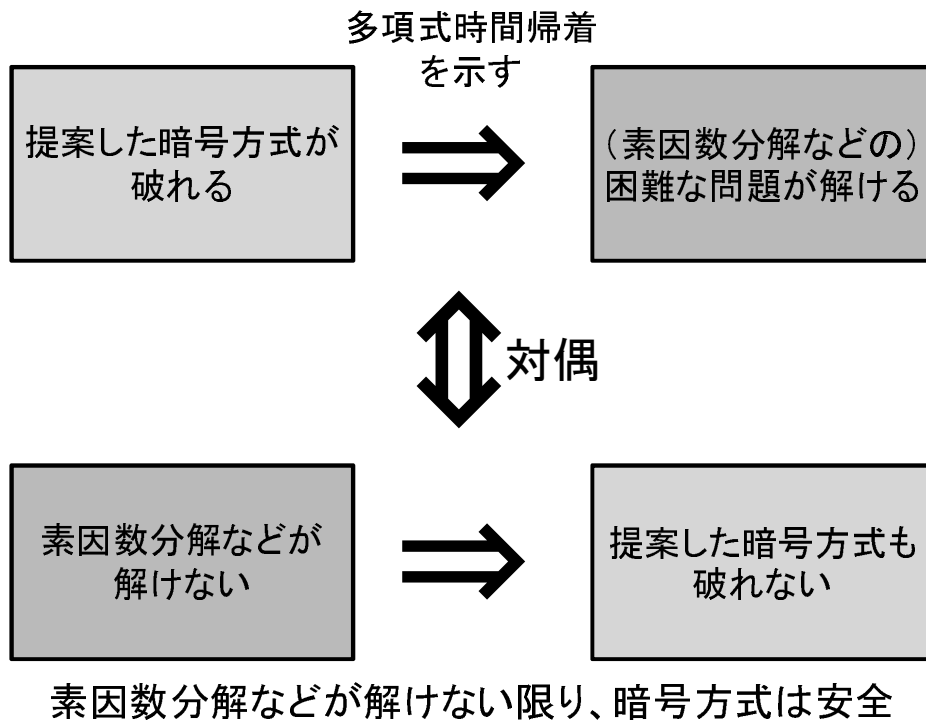 多項式時間帰着
を示す
提案した暗号方式が
破れる
（素因数分解などの）
困難な問題が解ける
対偶
素因数分解などが
解けない
提案した暗号方式も
破れない
素因数分解などが解けない限り、暗号方式は安全